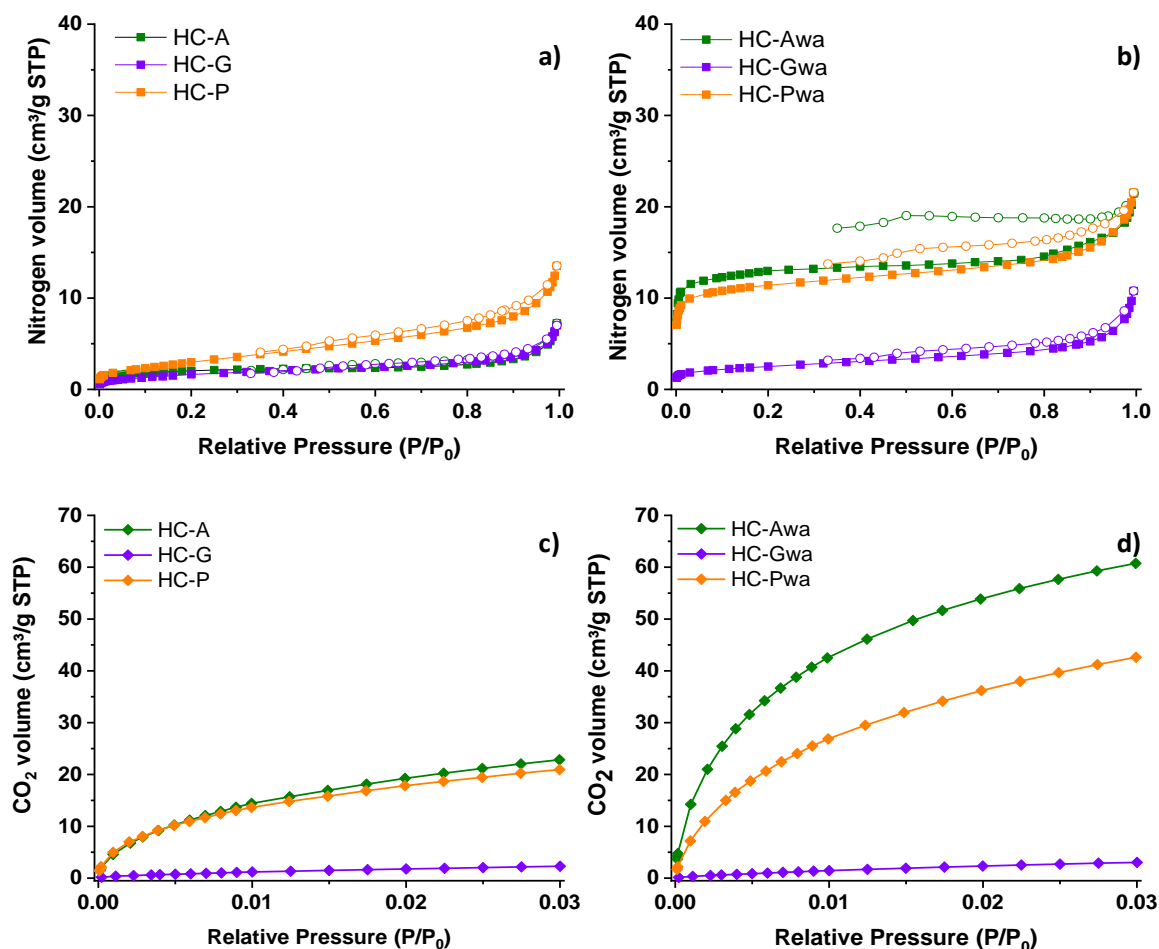 HC-A
HC-G
HC-P
a)
40
30
20
10
0
Nitrogen volume (cm³/g STP)
0.0 0.2 0.4 0.6 0.8 1.0
Relative Pressure (P/P₀)
HC-Awa
HC-Gwa
HC-Pwa
b)
40
30
20
10
0
Nitrogen volume (cm³/g STP)
0.0 0.2 0.4 0.6 0.8 1.0
Relative Pressure (P/P₀)
HC-A
HC-G
HC-P
c)
70
60
50
40
30
20
10
0
CO₂ volume (cm³/g STP)
0.00 0.01 0.02 0.03
Relative Pressure (P/P₀)
HC-Awa
HC-Gwa
HC-Pwa
d)
70
60
50
40
30
20
10
0
CO2 volume (cm³/g STP)
0.00 0.01 0.02 0.03
Relative Pressure (P/P₀)